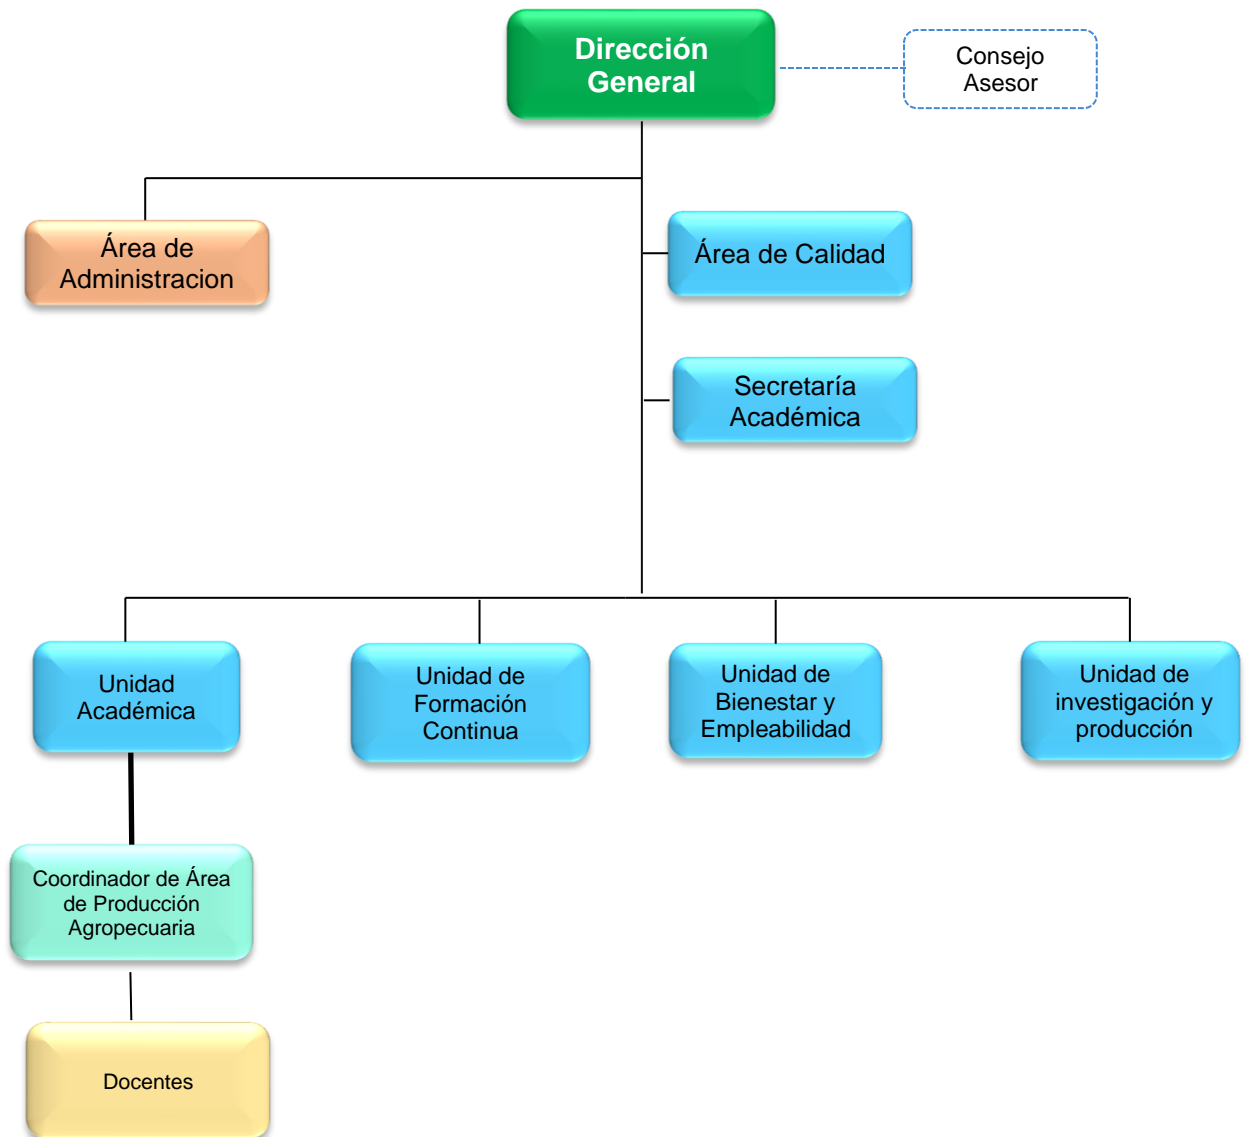 Dirección
General
Consejo
Asesor
Área de
Administracion
Área de Calidad
Secretaría
Académica
Unidad
Académica
Unidad de
Formación
Continua
Unidad de
Bienestar y
Empleabilidad
Unidad de
investigación y
producción
Coordinador de Área
de Producción
Agropecuaria
Docentes